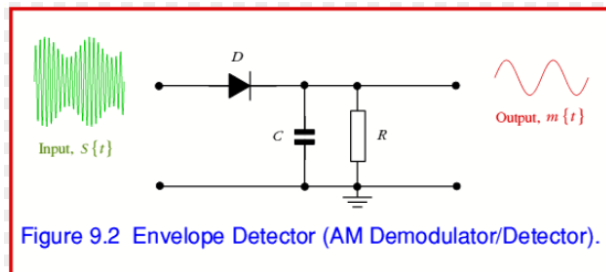 D
C
R
Input, S{t}
Output, m{t}
Figure 9.2 Envelope Detector (AM Demodulator/Detector).